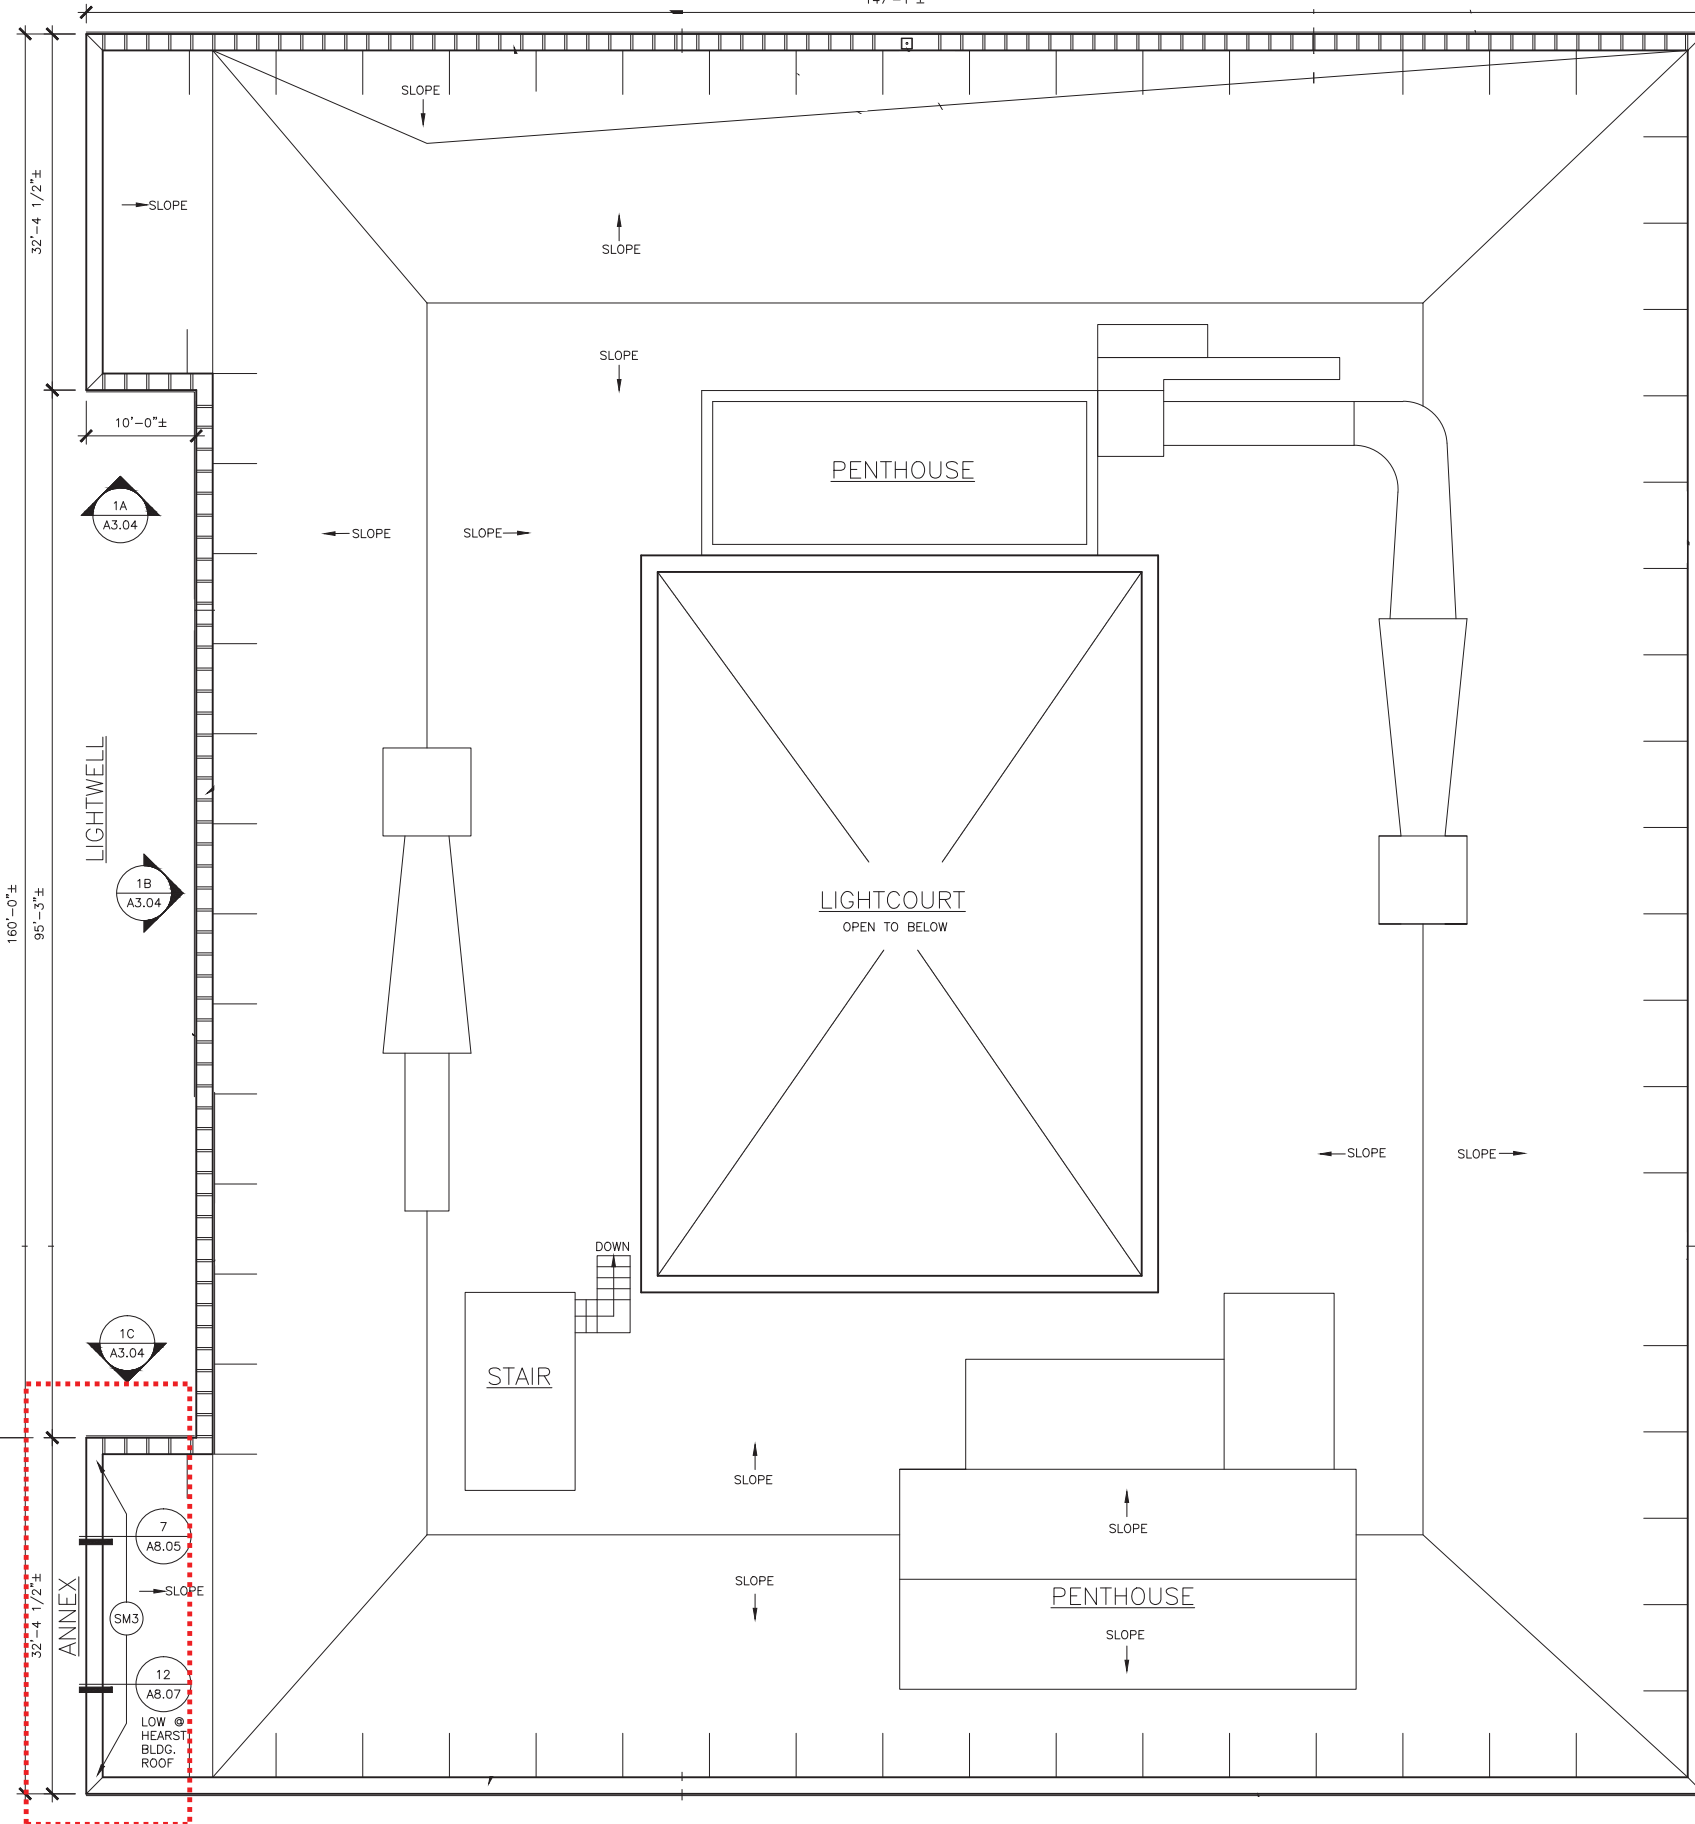 SLOPE
32'-4 1/2"±
SLOPE
SLOPE
SLOPE
10'-0"±
PENTHOUSE
1A
A3.04
SLOPE
SLOPE
LIGHTWELL
1B
A3.04
LIGHTCOURT
OPEN TO BELOW
160'-0"±
95'-3"±
SLOPE
SLOPE
DOWN
1C
A3.04
STAIR
SLOPE
7
A8.05
SLOPE
SLOPE
SLOPE
PENTHOUSE
SM3
32'-4 1/2"±
ANNEX
SLOPE
12
A8.07
LOW @
HEARST
BLDG.
ROOF